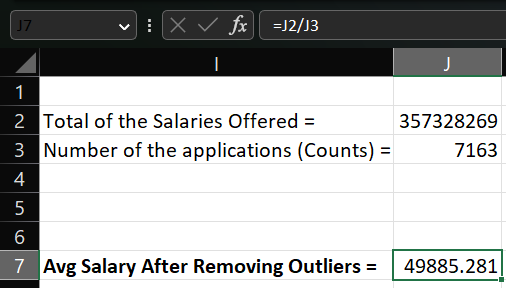 J7 fx =J2/J3
I J
1
2 Total of the Salaries Offered = 357328269
3 Number of the applications (Counts) = 7163
4
5
6
7 Avg Salary After Removing Outliers = 49885.281